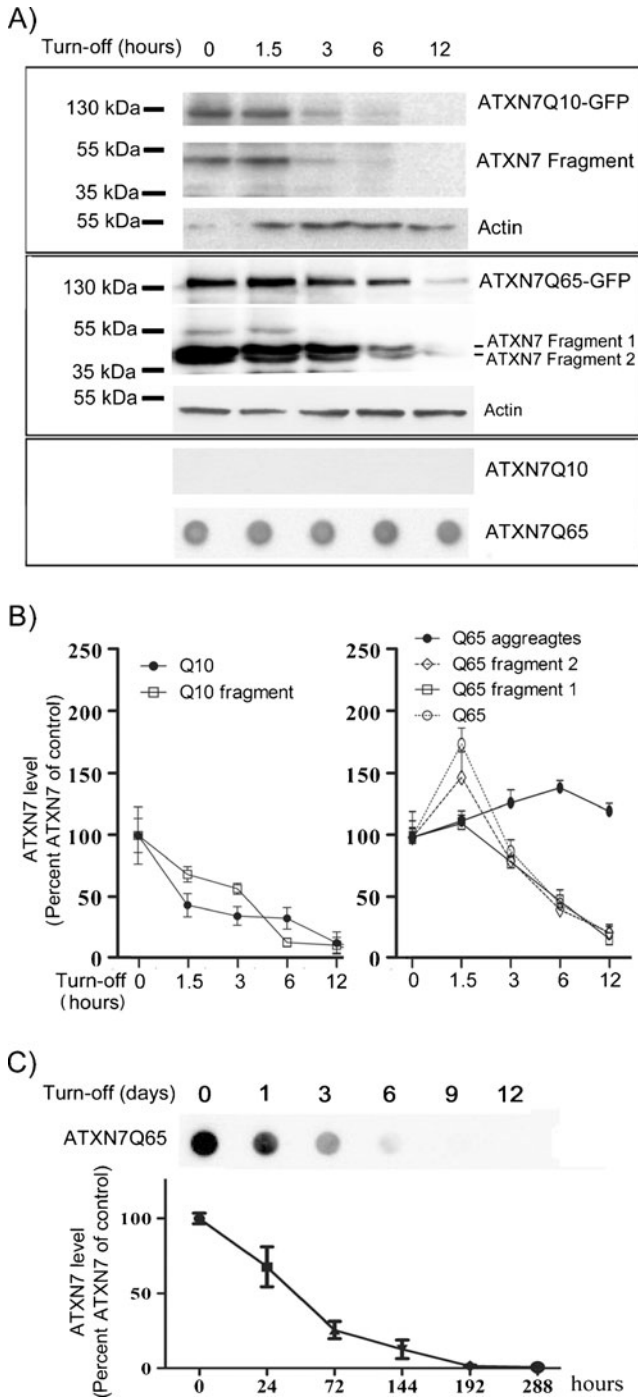 A)
Turn-off (hours) 0 1.5 3 6 12
130 kDa ATXN7Q10-GFP
55 kDa ATXN7 Fragment
35 kDa
55 kDa Actin
130 kDa ATXN7Q65-GFP
55 kDa ATXN7 Fragment 1
ATXN7 Fragment 2
35 kDa
55 kDa Actin
ATXN7Q10
ATXN7Q65
B)
ATXN7 level
(Percent ATXN7 of control)
250
200
150
100
50
0
Q10
Q10 fragment
Turn-off (hours) 0 1.5 3 6 12
250
200
150
100
50
0
Q65 aggreagtes
Q65 fragment 2
Q65 fragment 1
Q65
0 1.5 3 6 12
C)
Turn-off (days) 0 1 3 6 9 12
ATXN7Q65
ATXN7 level
(Percent ATXN7 of control)
100
50
0
0 24 72 144 192 288 hours